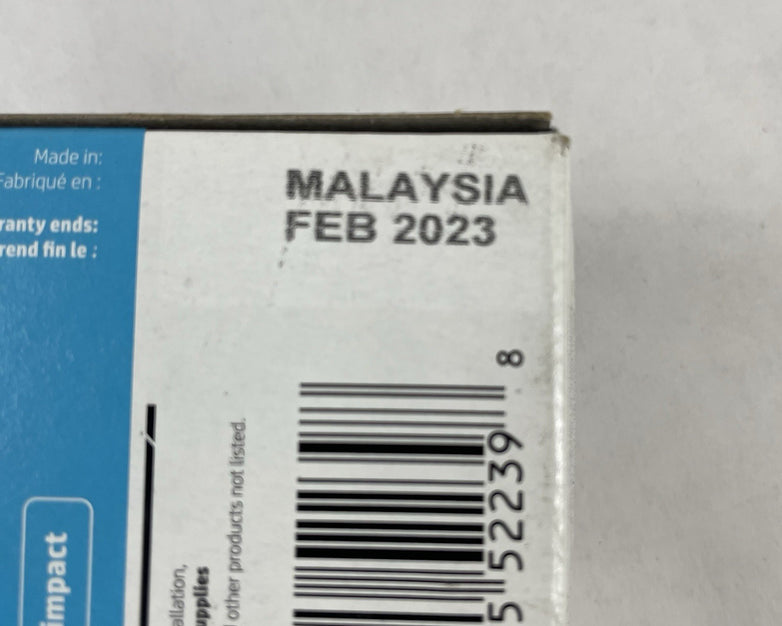 Made in:
MALAYSIA
Fabriqué en :
FEB 2023
ranty ends:
rend fin le :
8
5 52239
impact
allation,
upplies
other products not listed.